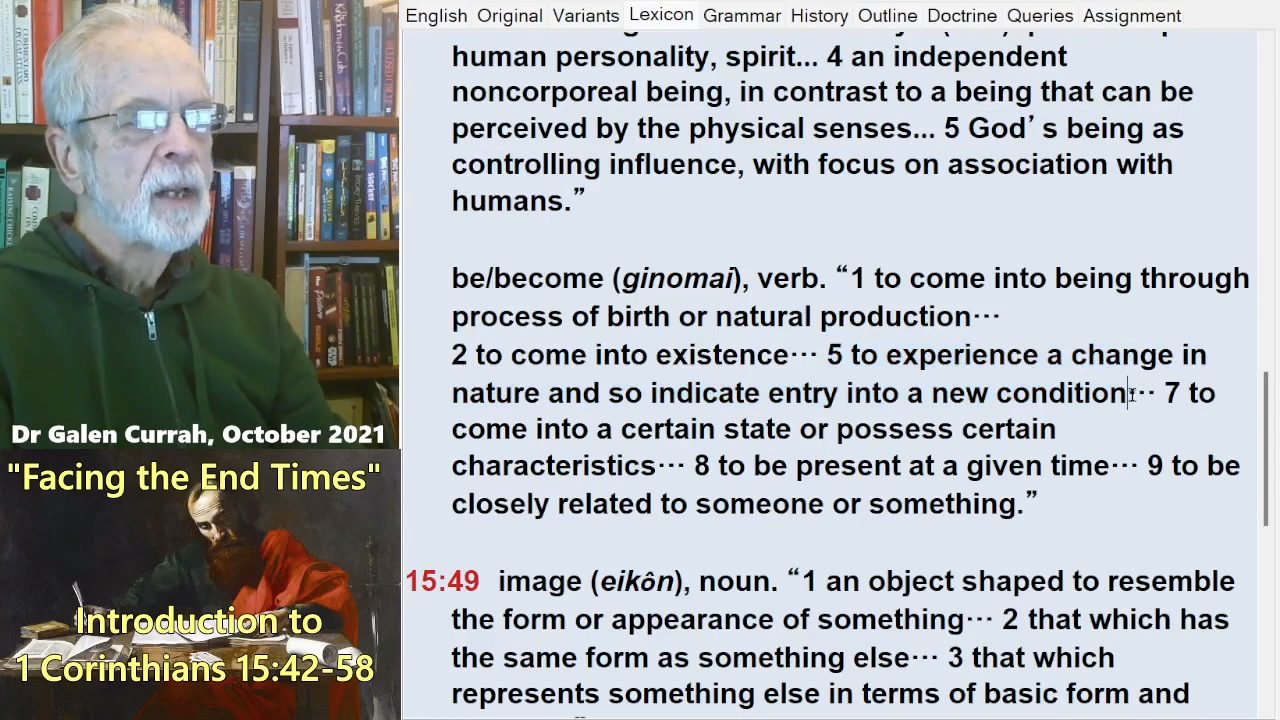 English Original Variants Lexicon Grammar History Outline Doctrine Queries Assignment
human personality, spirit... 4 an independent
noncorporeal being, in contrast to a being that can be
perceived by the physical senses... 5 God’s being as
controlling influence, with focus on association with
humans.”
be/become (ginomai), verb. “1 to come into being through
process of birth or natural production…
2 to come into existence… 5 to experience a change in
nature and so indicate entry into a new condition… 7 to
come into a certain state or possess certain
characteristics… 8 to be present at a given time… 9 to be
closely related to someone or something.”
15:49 image (eikôn), noun. “1 an object shaped to resemble
the form or appearance of something… 2 that which has
the same form as something else… 3 that which
represents something else in terms of basic form and
Dr Galen Currah, October 2021
"Facing the End Times"
Introduction to
1 Corinthians 15:42-58